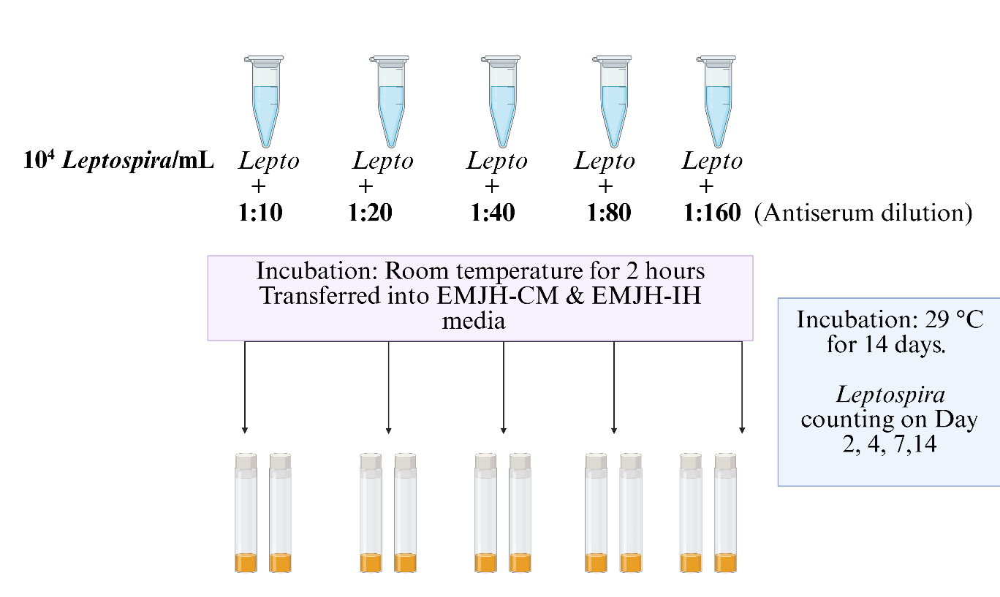 10⁴ Leptospira/mL Lepto Lepto Lepto Lepto Lepto
+ + + + +
1:10 1:20 1:40 1:80 1:160 (Antiserum dilution)
Incubation: Room temperature for 2 hours
Transferred into EMJH-CM & EMJH-IH
media
Incubation: 29 °C
for 14 days.
Leptospira
counting on Day
2, 4, 7,14